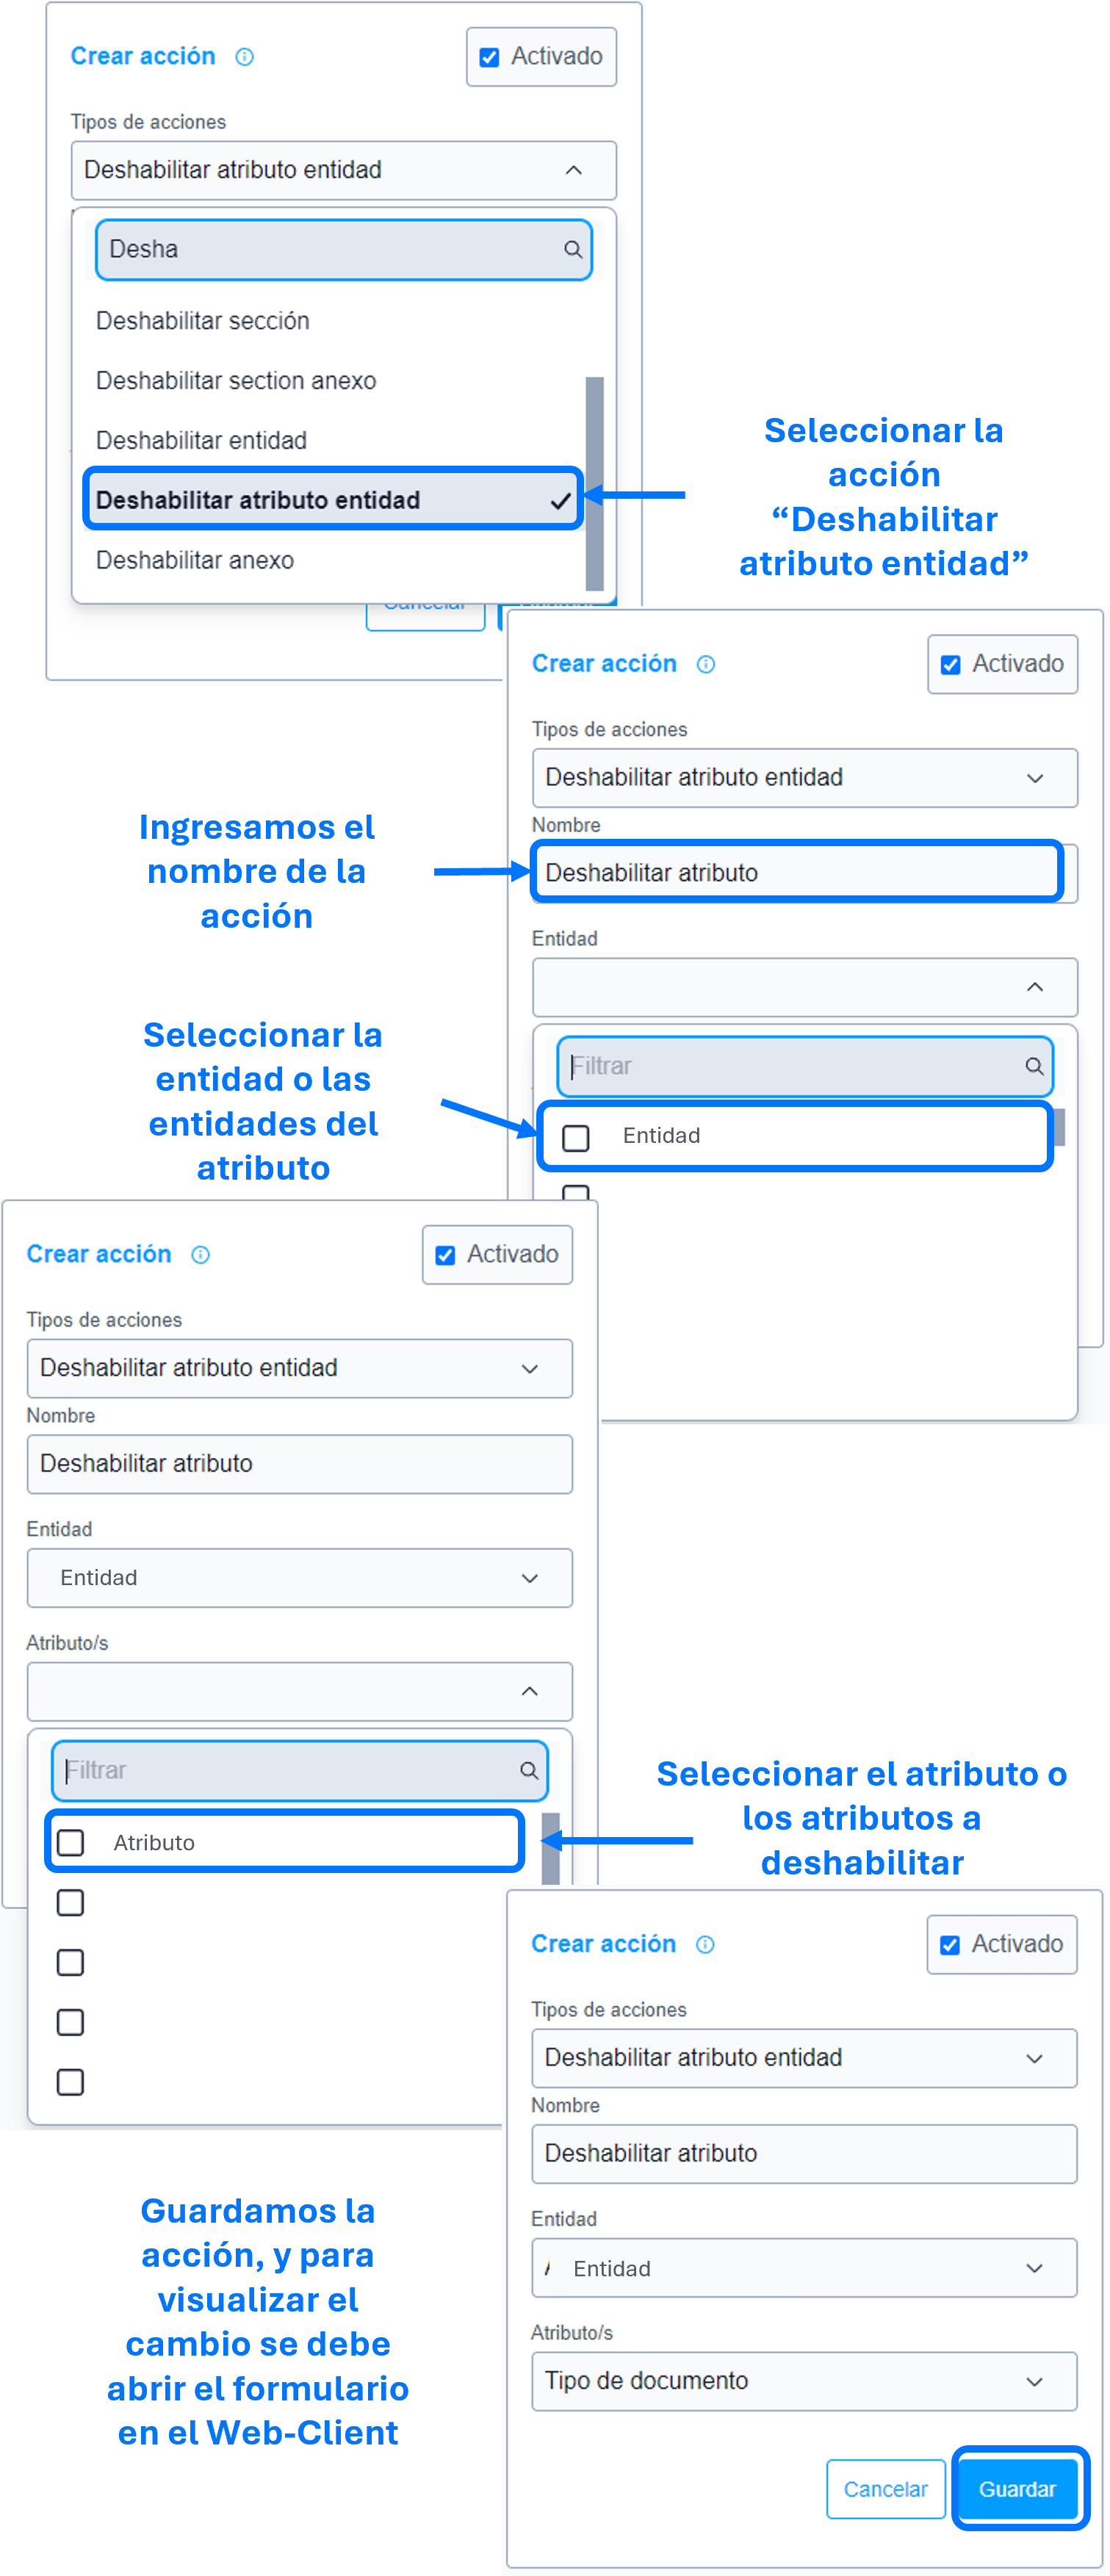 Crear acción
Activado
Tipos de acciones
Deshabilitar atributo entidad
Desha
Deshabilitar sección
Deshabilitar section anexo
Deshabilitar entidad
Deshabilitar atributo entidad
Deshabilitar anexo
Cancelar
Seleccionar la
acción
“Deshabilitar
atributo entidad”
Crear acción
Activado
Tipos de acciones
Deshabilitar atributo entidad
Nombre
Deshabilitar atributo
Ingresamos el
nombre de la
acción
Entidad
Filtrar
Entidad
Seleccionar la
entidad o las
entidades del
atributo
Crear acción
Activado
Tipos de acciones
Deshabilitar atributo entidad
Nombre
Deshabilitar atributo
Entidad
Entidad
Atributo/s
Filtrar
Atributo
Seleccionar el atributo o
los atributos a
deshabilitar
Crear acción
Activado
Tipos de acciones
Deshabilitar atributo entidad
Nombre
Deshabilitar atributo
Entidad
Entidad
Atributo/s
Tipo de documento
Cancelar
Guardar
Guardamos la
acción, y para
visualizar el
cambio se debe
abrir el formulario
en el Web-Client